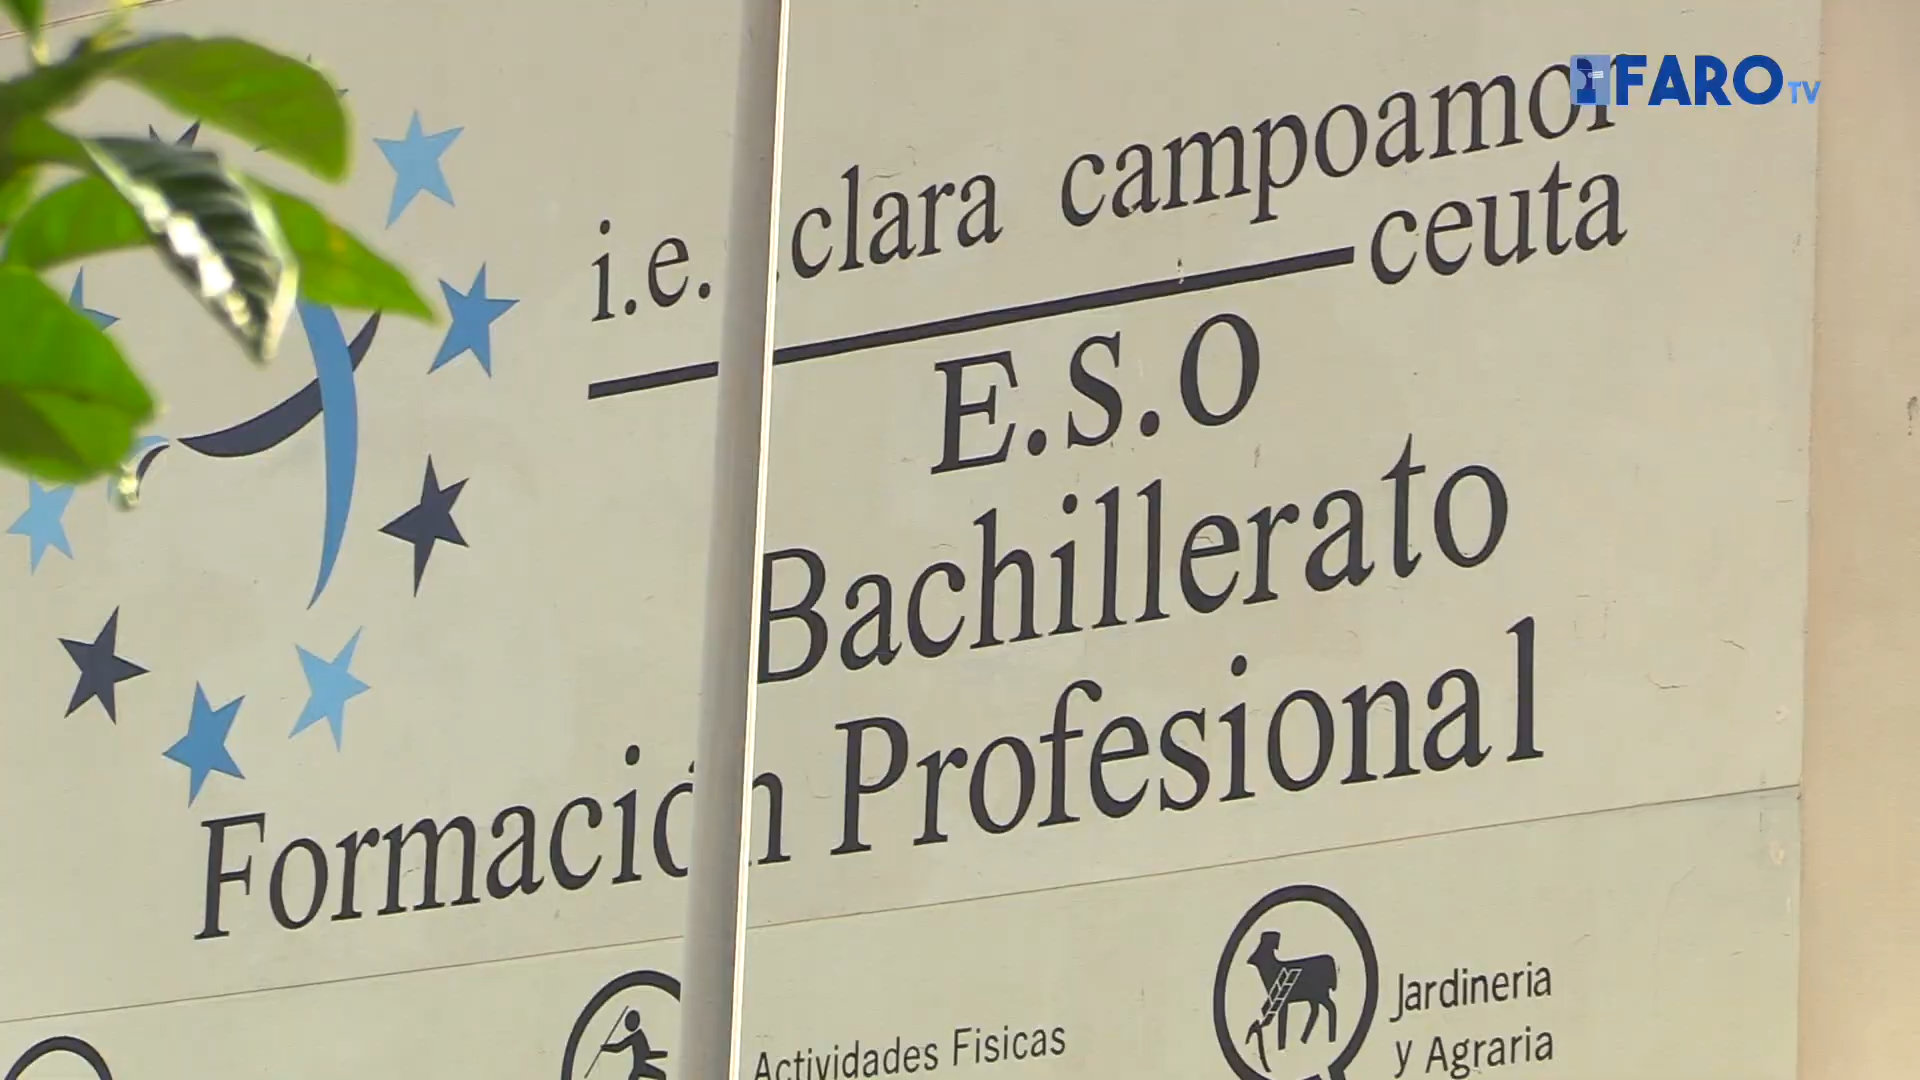 FARO TV
i.e. clara campoamor
ceuta
E.S.O
Bachillerato
Formación Profesional
Actividades Fisicas
Jardineria
y Agraria